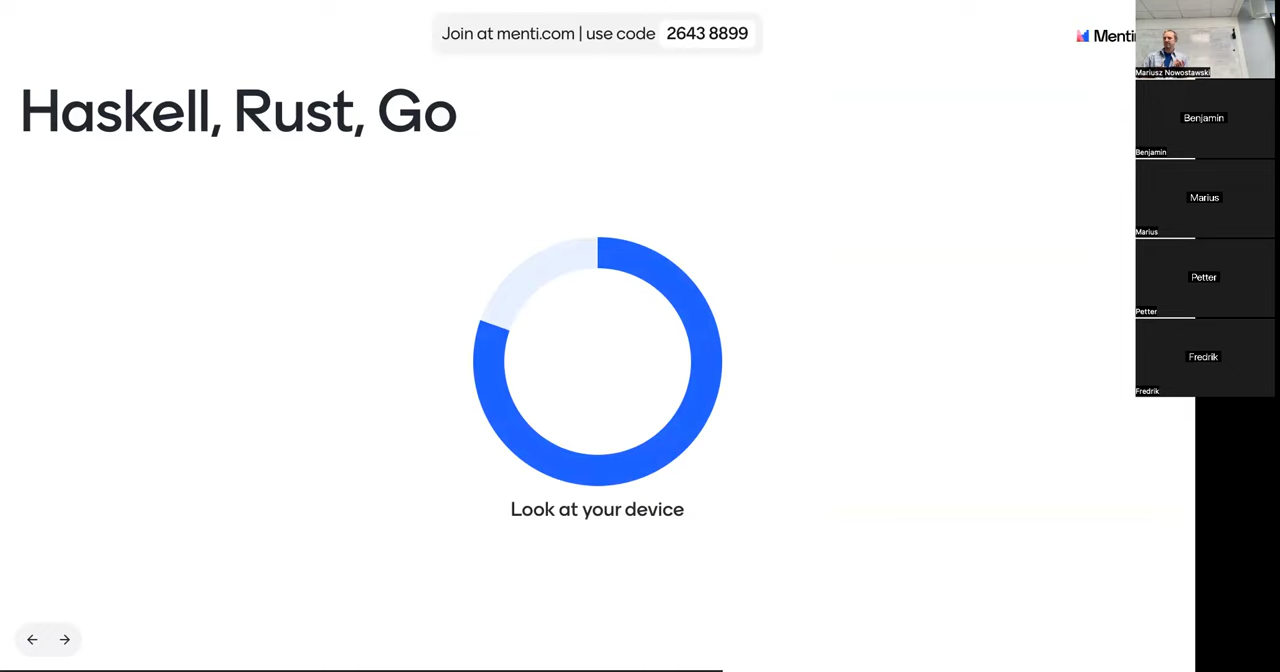 Join at menti.com | use code 2643 8899
Menti
Haskell, Rust, Go
Look at your device
Mariusz Nowostawski
Benjamin
Benjamin
Marius
Marius
Petter
Petter
Fredrik
Fredrik